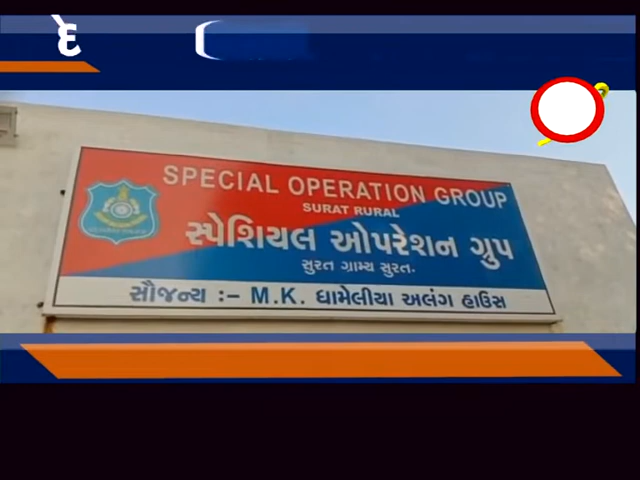 દે
SPECIAL OPERATION GROUP
SURAT RURAL
સ્પેશિયલ ઓપરેશન ગ્રુપ
સુરત ગ્રામ્ય સુરત.
સૌજન્ય :– M.K. ધામેલીયા અલંગ હાઉસ